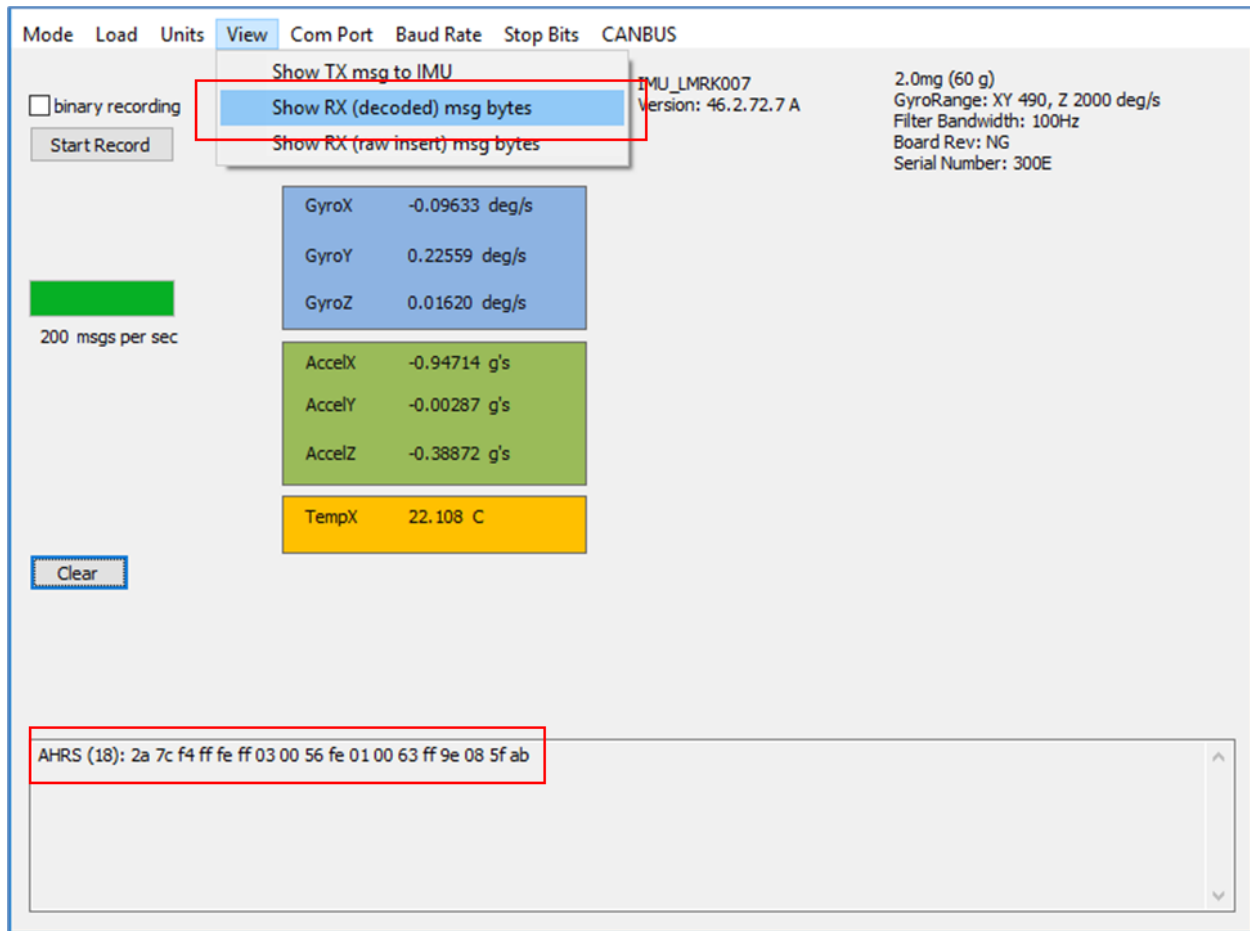 Mode Load Units View Com Port Baud Rate Stop Bits CANBUS
Show TX msg to IMU
Show RX (decoded) msg bytes
Show RX (raw insert) msg bytes
binary recording
Start Record
IMU_LMRK007
Version: 46.2.72.7 A
2.0mg (60 g)
GyroRange: XY 490, Z 2000 deg/s
Filter Bandwidth: 100Hz
Board Rev: NG
Serial Number: 300E
GyroX -0.09633 deg/s
GyroY 0.22559 deg/s
GyroZ 0.01620 deg/s
200 msgs per sec
AccelX -0.94714 g's
AccelY -0.00287 g's
AccelZ -0.38872 g's
TempX 22.108 C
Clear
AHRS (18): 2a 7c f4 ff fe ff 03 00 56 fe 01 00 63 ff 9e 08 5f ab